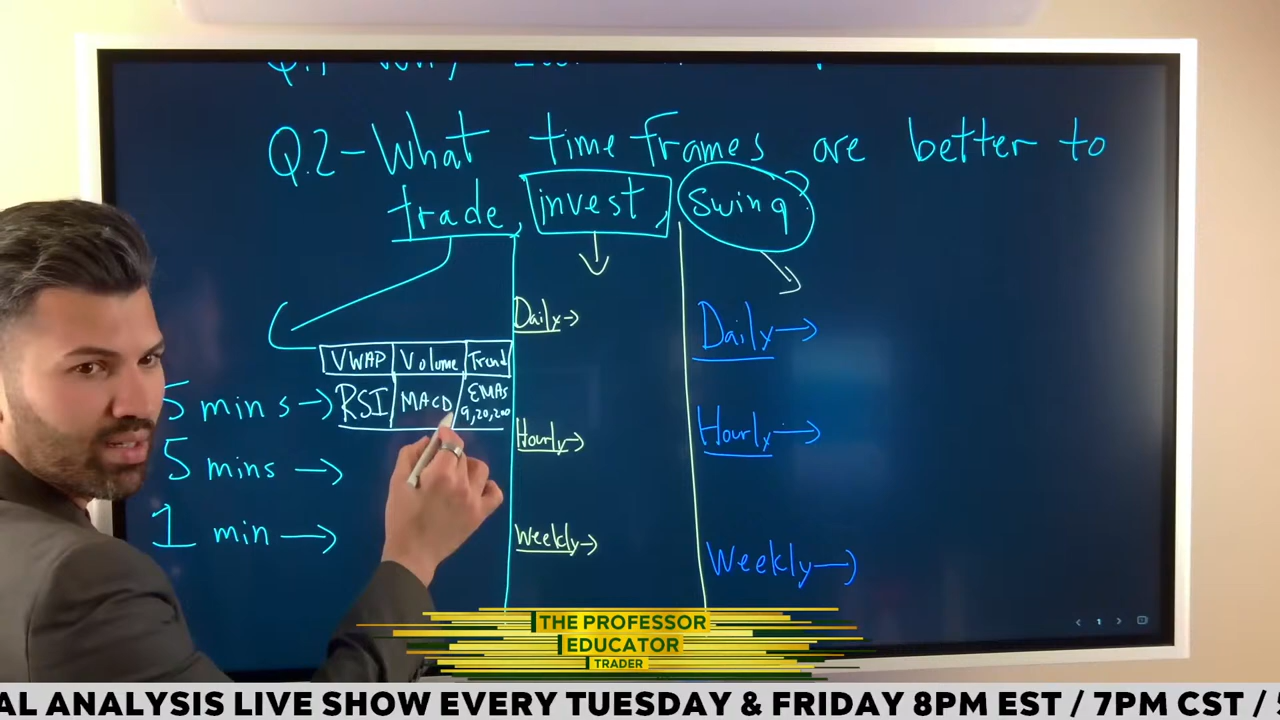 Q.2-What time frames are better to
trade, invest, swing?
Daily→
Daily→
VWAP Volume Trend
5 mins→ RSI MACD EMAs
9,20,200
Hourly→
Hourly→
5 mins→
1 min→
Weekly→
Weekly→
1
THE PROFESSOR
EDUCATOR
TRADER
AL ANALYSIS LIVE SHOW EVERY TUESDAY & FRIDAY 8PM EST / 7PM CST /